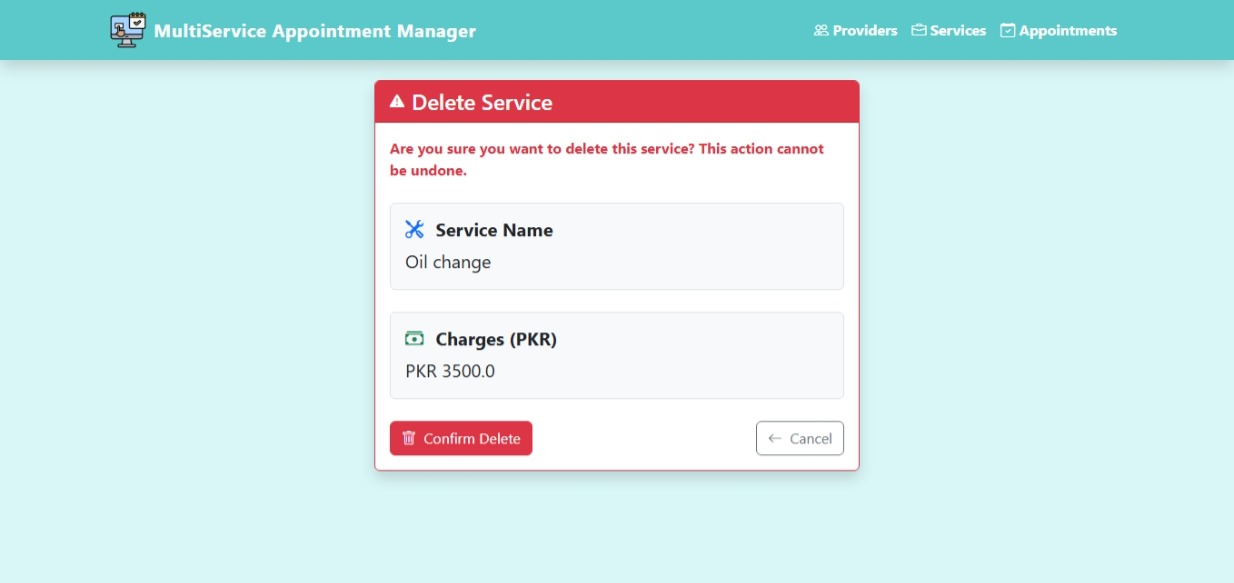 MultiService Appointment Manager
Providers
Services
Appointments
Delete Service
Are you sure you want to delete this service? This action cannot
be undone.
Service Name
Oil change
Charges (PKR)
PKR 3500.0
Confirm Delete
Cancel